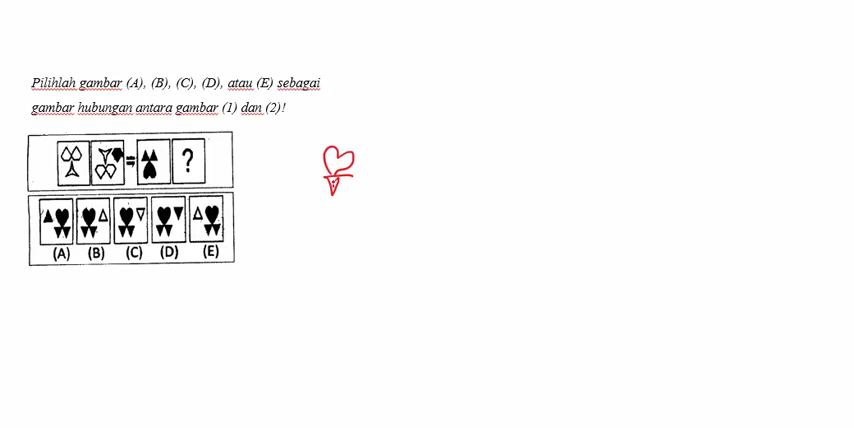 Pilihlah gambar (A), (B), (C), (D), atau (E) sebagai
gambar hubungan antara gambar (1) dan (2)!
= ?
(A) (B) (C) (D) (E)